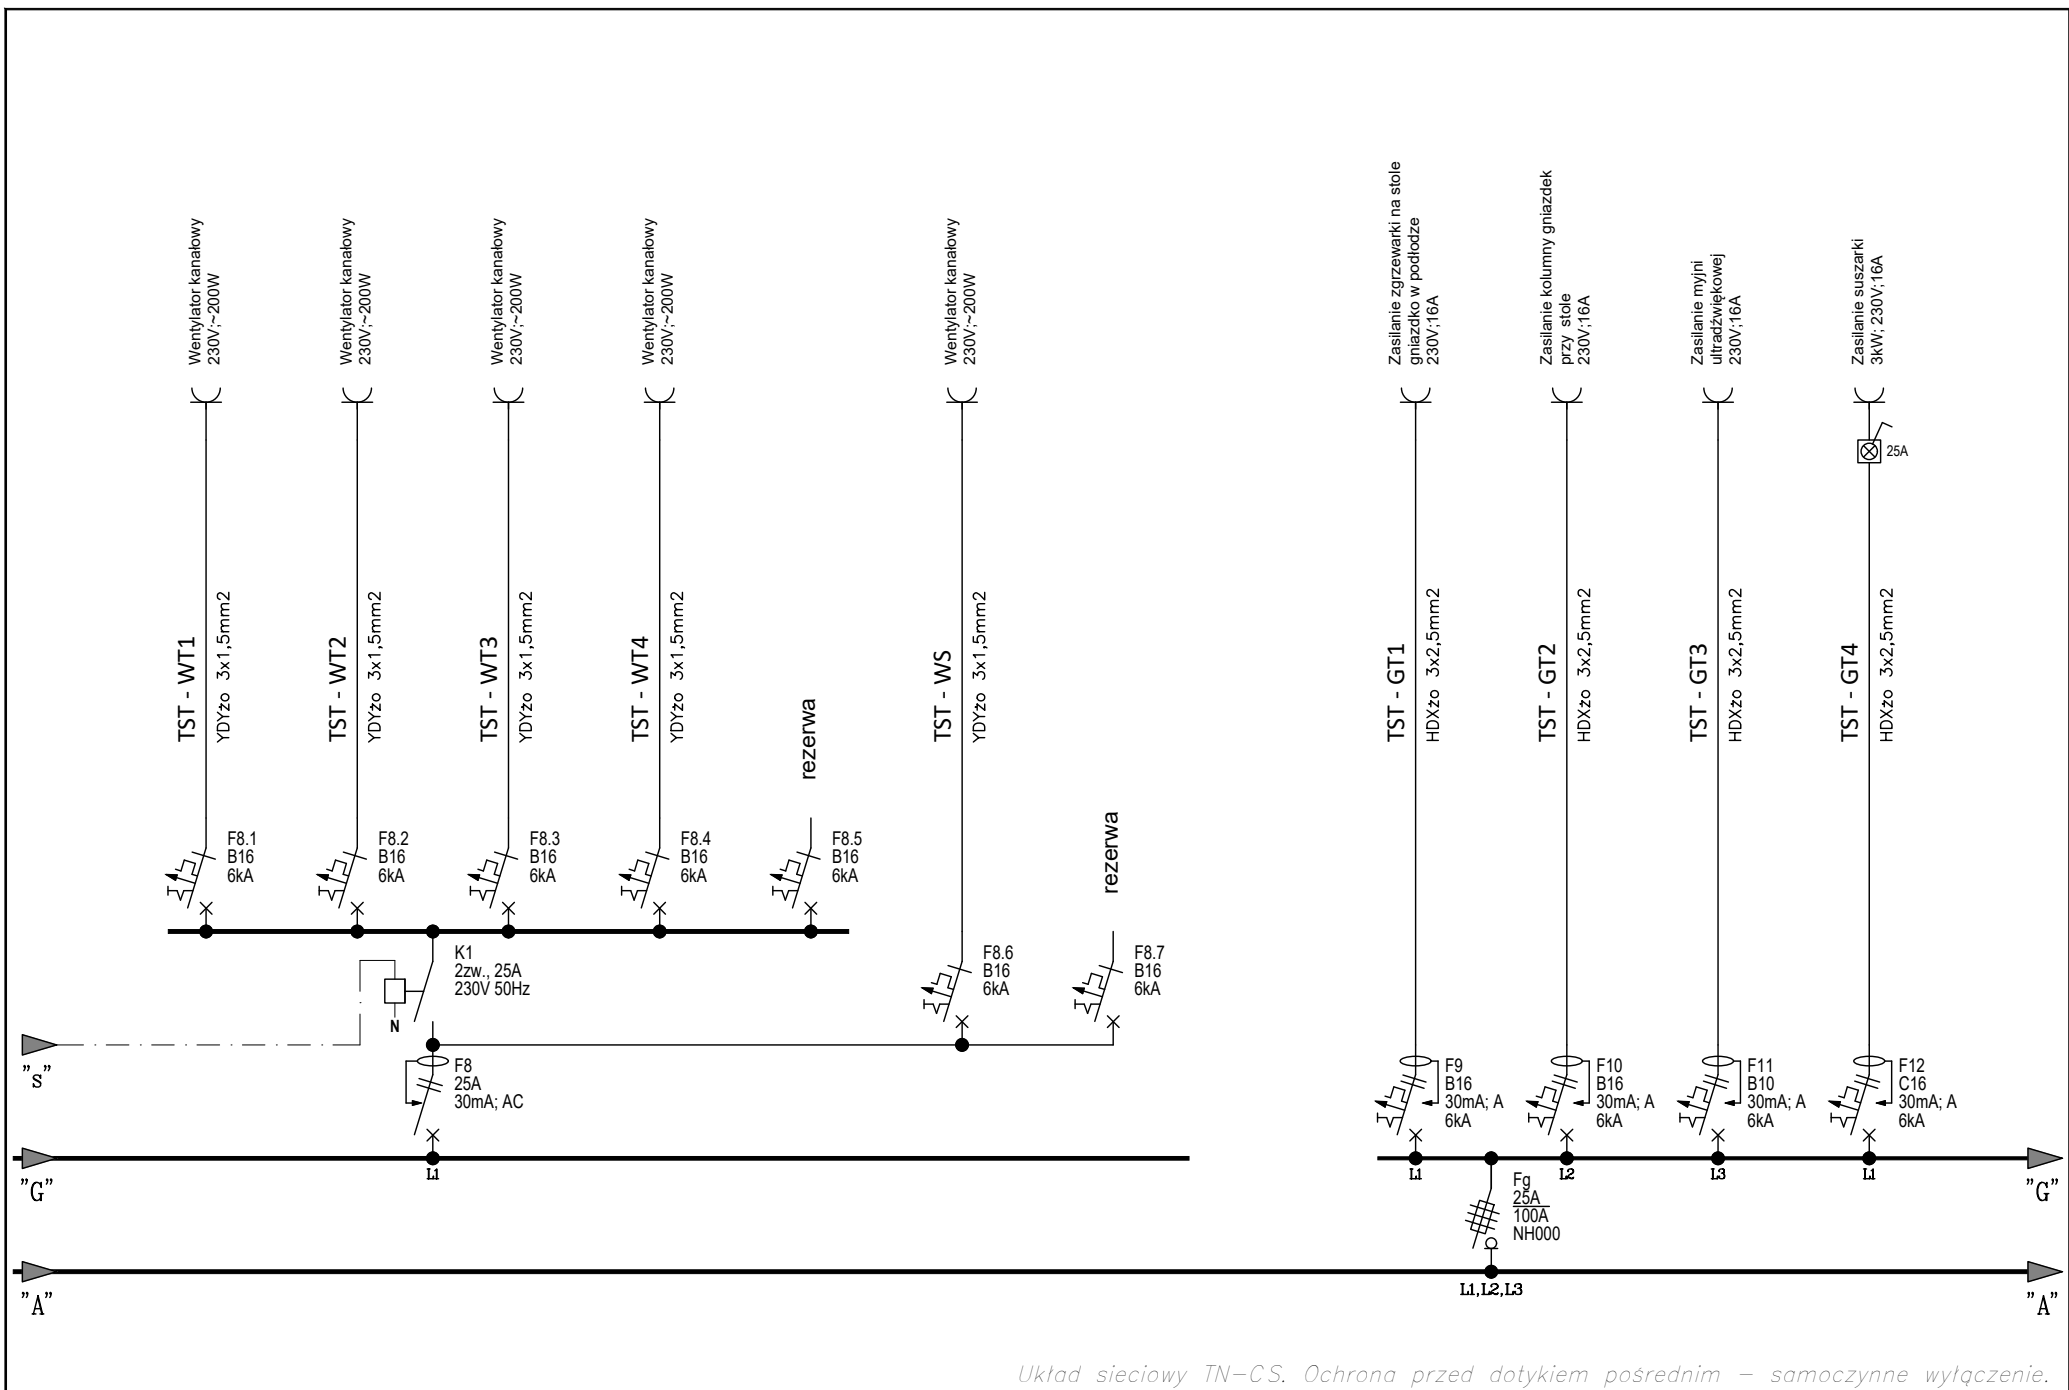 Wentylator kanałowy
230V;~200W
Wentylator kanałowy
230V;~200W
Wentylator kanałowy
230V;~200W
Wentylator kanałowy
230V;~200W
Wentylator kanałowy
230V;~200W
Zasilanie zgrzewarki na stole
gniazdko w podłodze
230V;16A
Zasilanie kolumny gniazdek
przy stole
230V;16A
Zasilanie myjni
ultradźwiękowej
230V;16A
Zasilanie suszarki
3kW; 230V;16A
25A
TST - WT1
YDYżo 3x1,5mm2
TST - WT2
YDYżo 3x1,5mm2
TST - WT3
YDYżo 3x1,5mm2
TST - WT4
YDYżo 3x1,5mm2
rezerwa
TST - WS
YDYżo 3x1,5mm2
rezerwa
TST - GT1
HDXżo 3x2,5mm2
TST - GT2
HDXżo 3x2,5mm2
TST - GT3
HDXżo 3x2,5mm2
TST - GT4
HDXżo 3x2,5mm2
F8.1
B16
6kA
F8.2
B16
6kA
F8.3
B16
6kA
F8.4
B16
6kA
F8.5
B16
6kA
K1
2zw., 25A
230V 50Hz
N
F8.6
B16
6kA
F8.7
B16
6kA
"s"
F8
25A
30mA; AC
F9
B16
30mA; A
6kA
F10
B16
30mA; A
6kA
F11
B10
30mA; A
6kA
F12
C16
30mA; A
6kA
"G"
L1
L1
L2
L3
L1
"G"
Fg
25A
100A
NH000
"A"
L1,L2,L3
"A"
Układ sieciowy TN-CS. Ochrona przed dotykiem pośrednim – samoczynne wyłączenie.